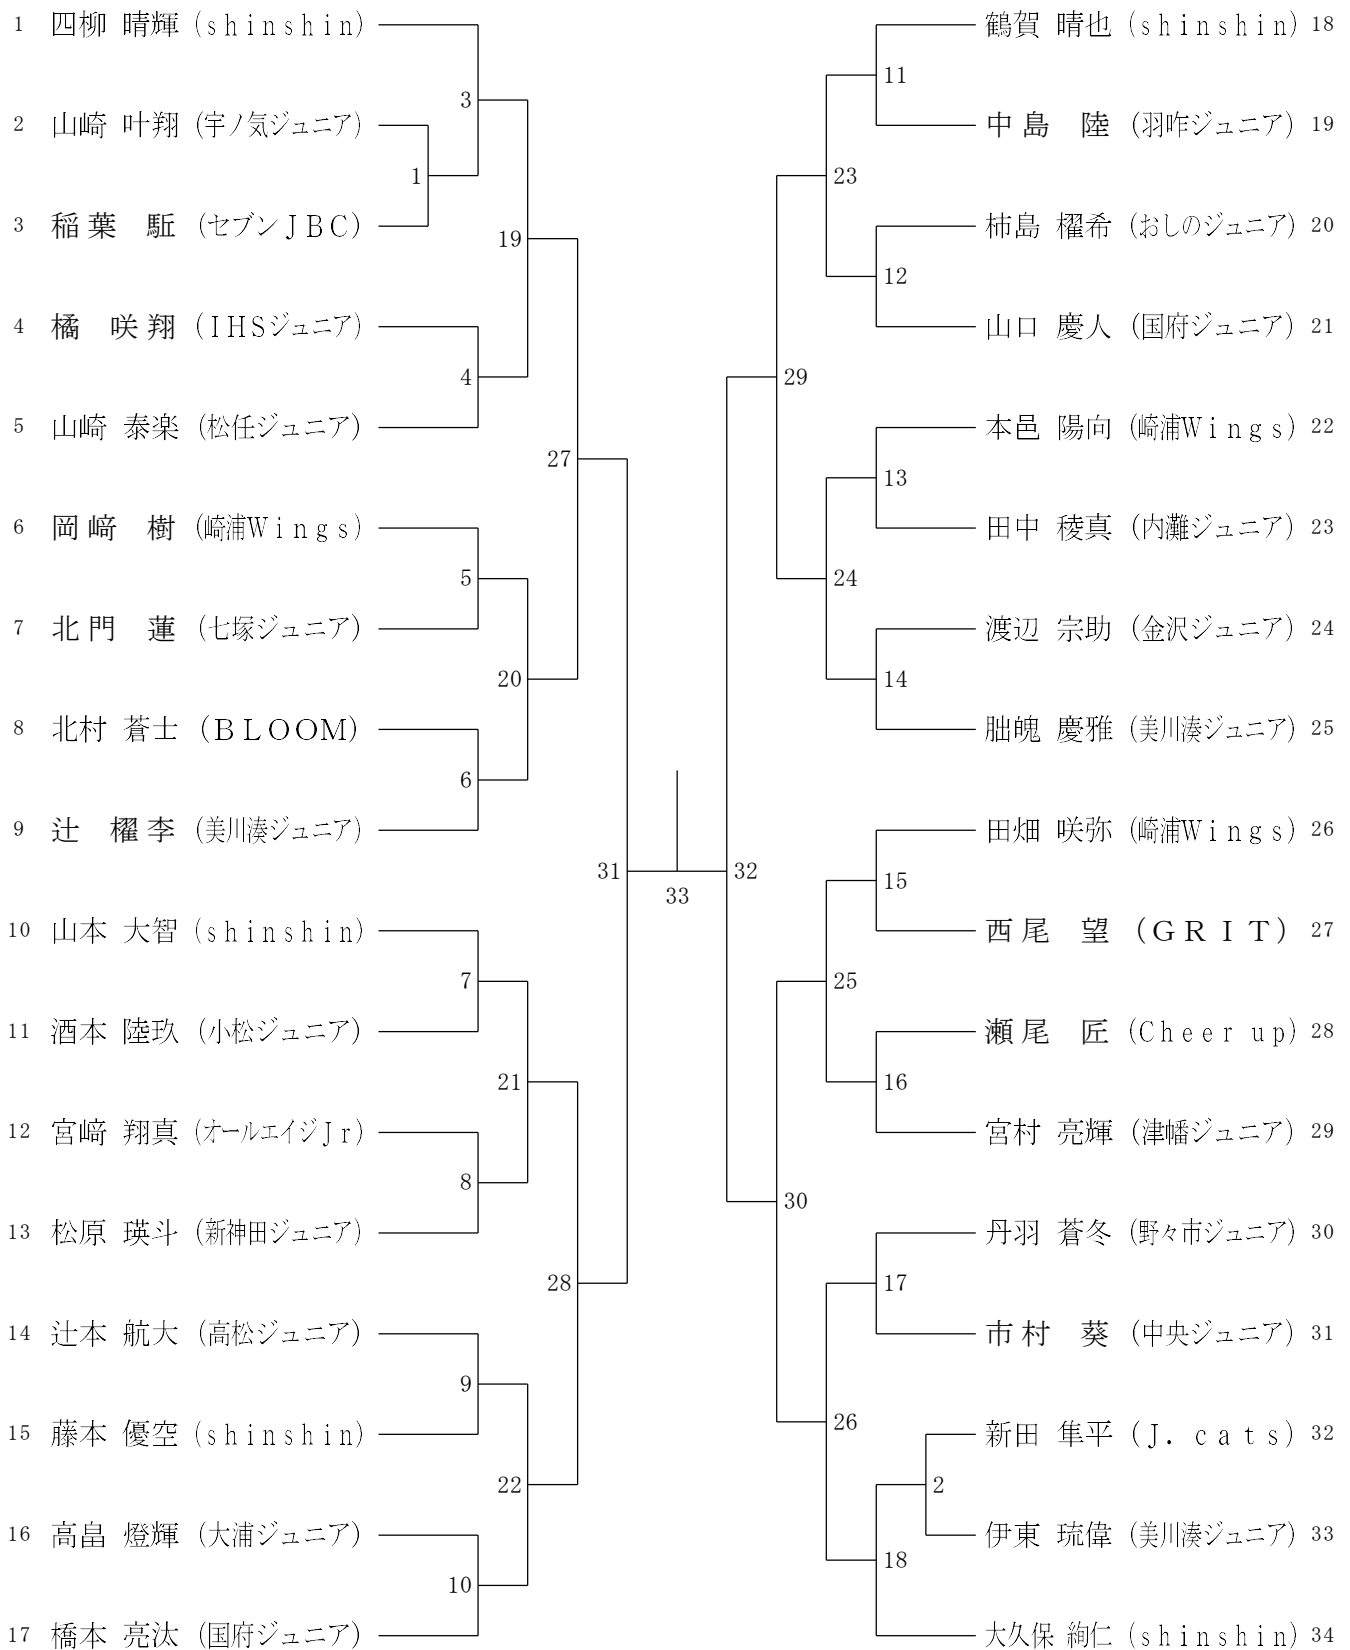 1 四柳 晴輝 (shinshin)
3
2 山崎 叶翔 (宇ノ気ジュニア)
1
3 稲葉 駈 (セブンJBC)
19
4 橘 咲翔 (IHSジュニア)
4
5 山崎 泰楽 (松任ジュニア)
27
6 岡﨑 樹 (崎浦Wings)
5
7 北門 蓮 (七塚ジュニア)
20
8 北村 蒼士 (BLOOM)
6
9 辻 櫂李 (美川湊ジュニア)
31
10 山本 大智 (shinshin)
7
11 酒本 陸玖 (小松ジュニア)
21
12 宮﨑 翔真 (オールエイジJr)
8
13 松原 瑛斗 (新神田ジュニア)
28
14 辻本 航大 (高松ジュニア)
9
15 藤本 優空 (shinshin)
22
16 高畠 燈輝 (大浦ジュニア)
10
17 橋本 亮汰 (国府ジュニア)
33
鶴賀 晴也 (shinshin) 18
11
中島 陸 (羽咋ジュニア) 19
23
柿島 櫂希 (おしのジュニア) 20
12
山口 慶人 (国府ジュニア) 21
29
本邑 陽向 (崎浦Wings) 22
13
田中 稜真 (内灘ジュニア) 23
24
渡辺 宗助 (金沢ジュニア) 24
14
朏魄 慶雅 (美川湊ジュニア) 25
32
田畑 咲弥 (崎浦Wings) 26
15
西尾 望 (GRIT) 27
25
瀬尾 匠 (Cheer up) 28
16
宮村 亮輝 (津幡ジュニア) 29
30
丹羽 蒼冬 (野々市ジュニア) 30
17
市村 葵 (中央ジュニア) 31
26
新田 隼平 (J. cats) 32
2
伊東 琉偉 (美川湊ジュニア) 33
18
大久保 絢仁 (shinshin) 34